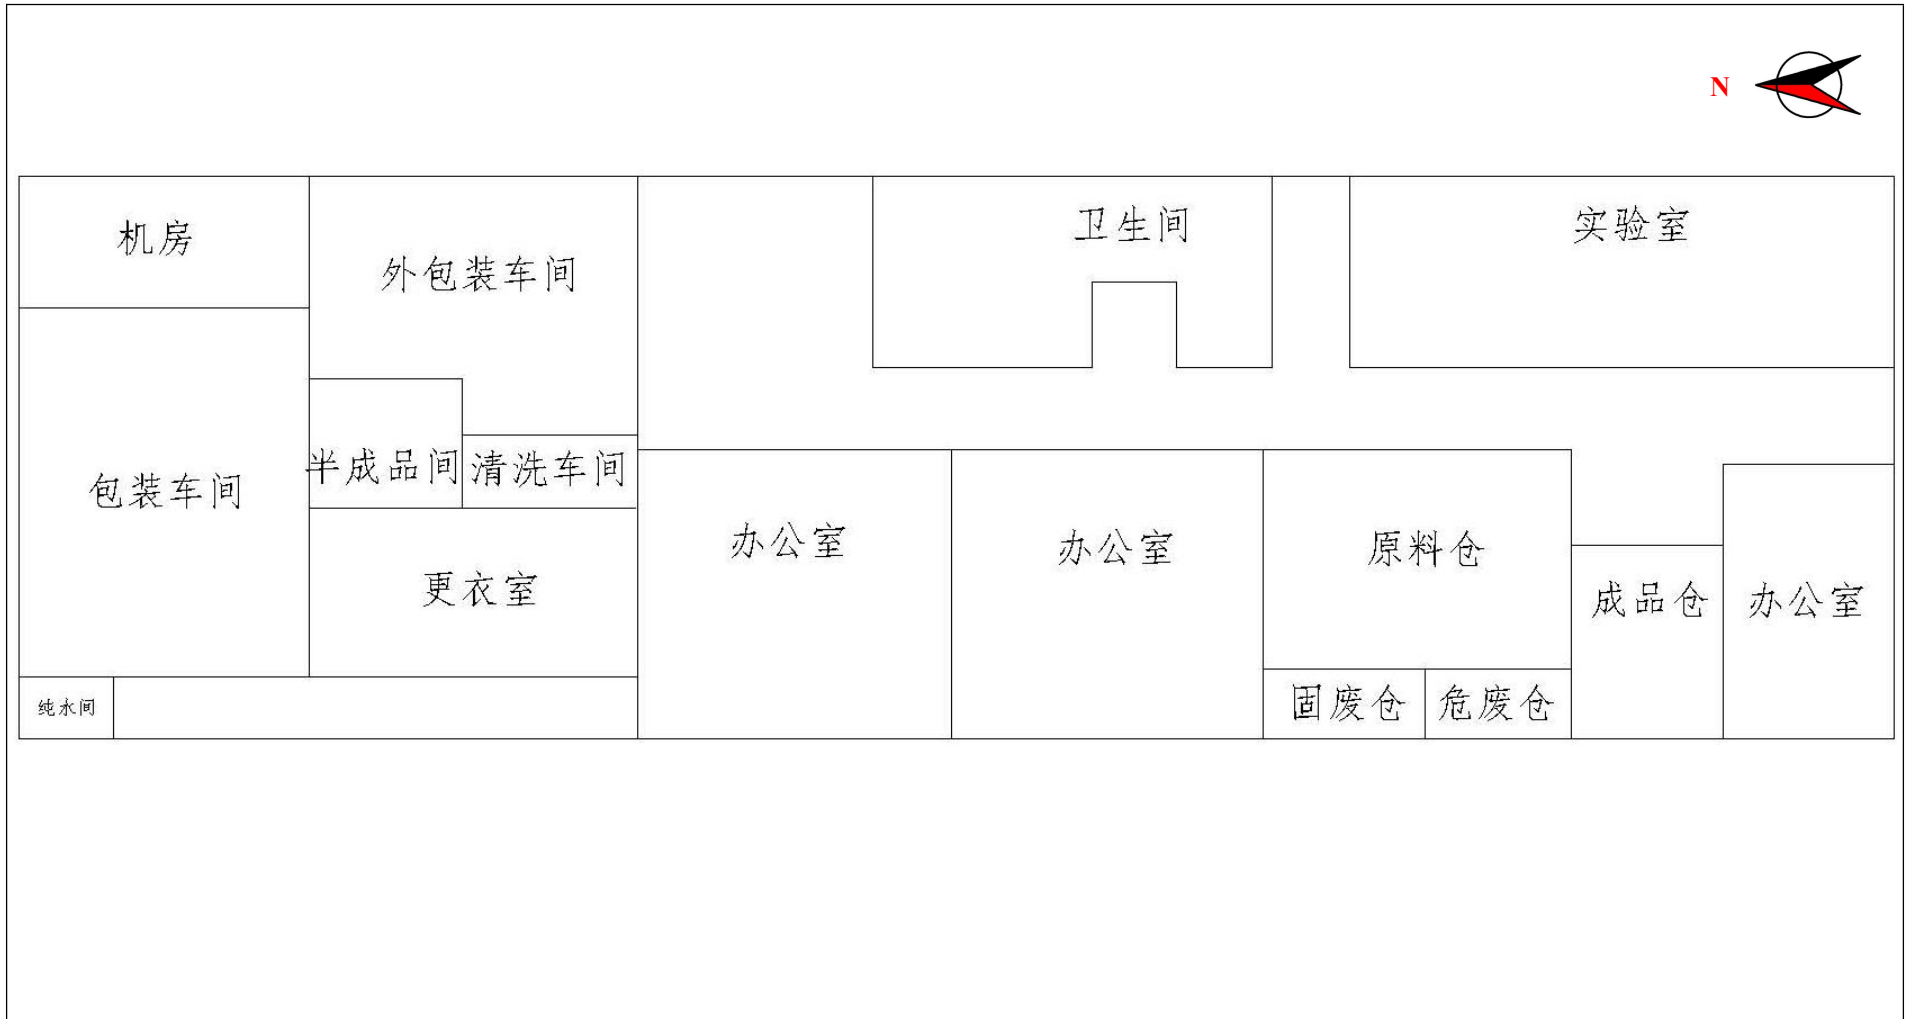 N
机房
外包装车间
卫生间
实验室
包装车间
半成品间
清洗车间
更衣室
办公室
办公室
原料仓
成品仓
办公室
纯水间
固废仓
危废仓